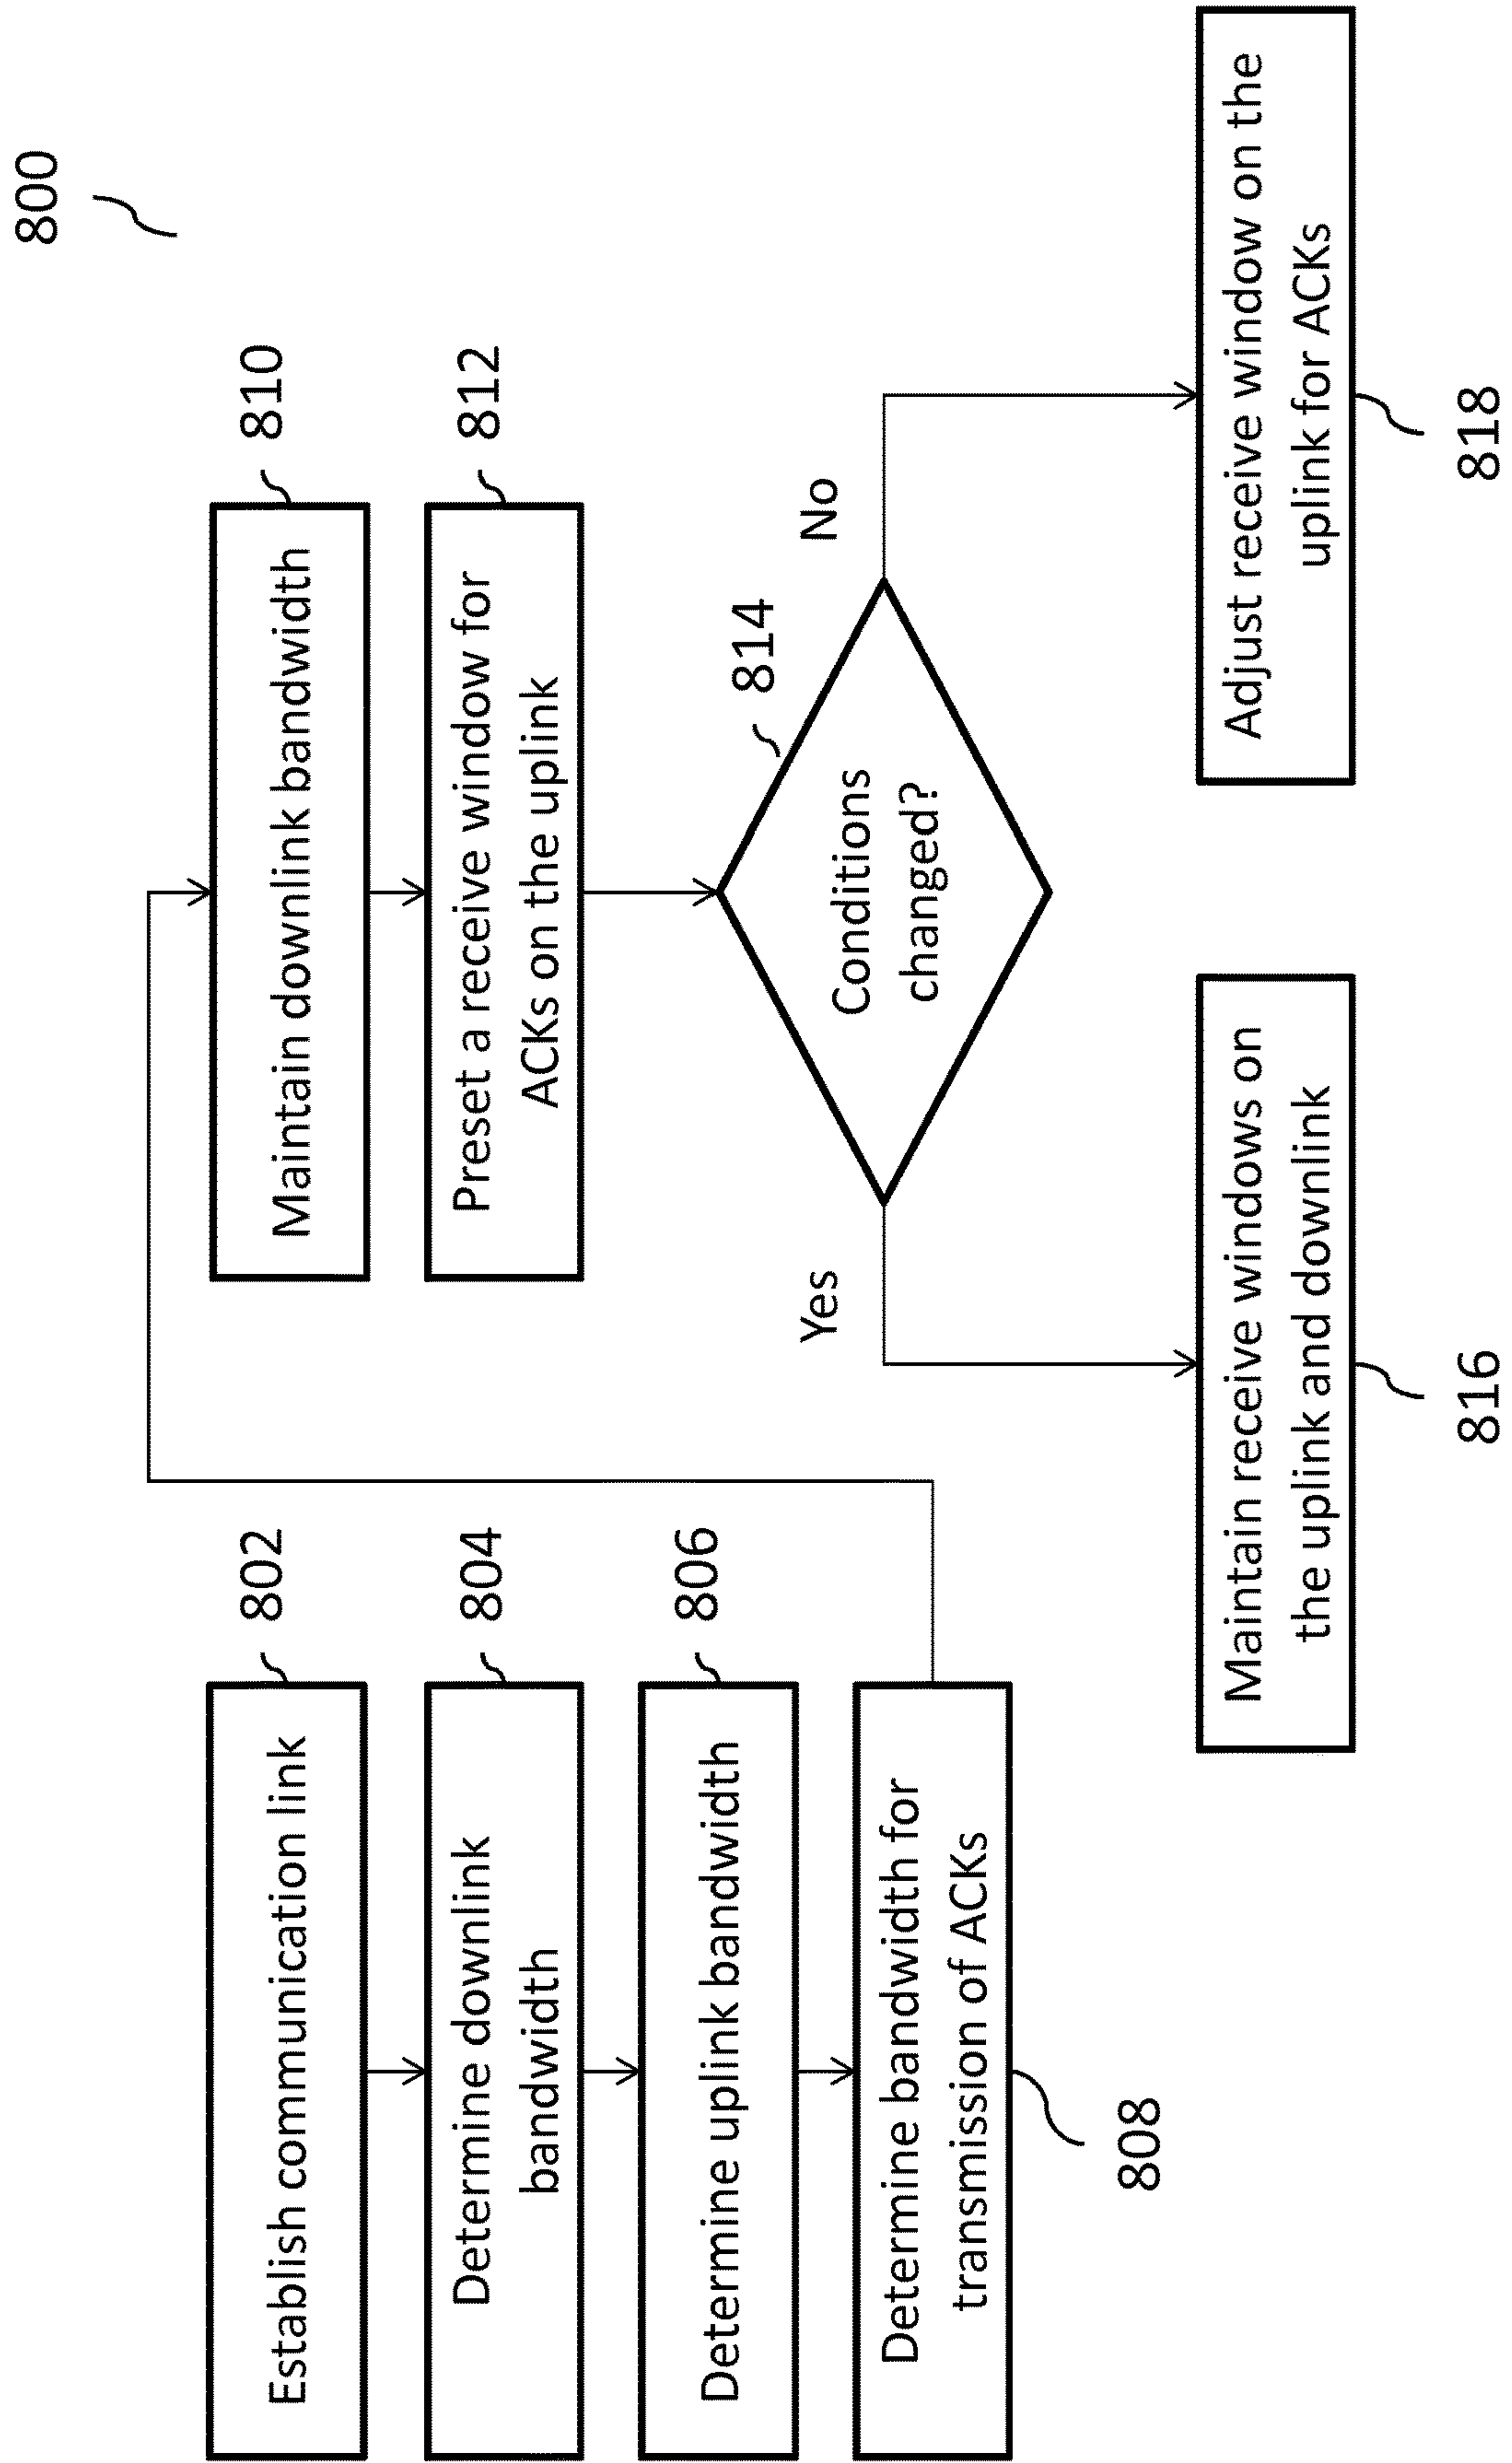 800
802
Establish communication link
804
Determine downlink
bandwidth
806
Determine uplink bandwidth
Determine bandwidth for
transmission of ACKs
808
810
Maintain downlink bandwidth
812
Preset a receive window for
ACKs on the uplink
814
Conditions
changed?
Yes
No
Maintain receive windows on
the uplink and downlink
816
Adjust receive window on the
uplink for ACKs
818